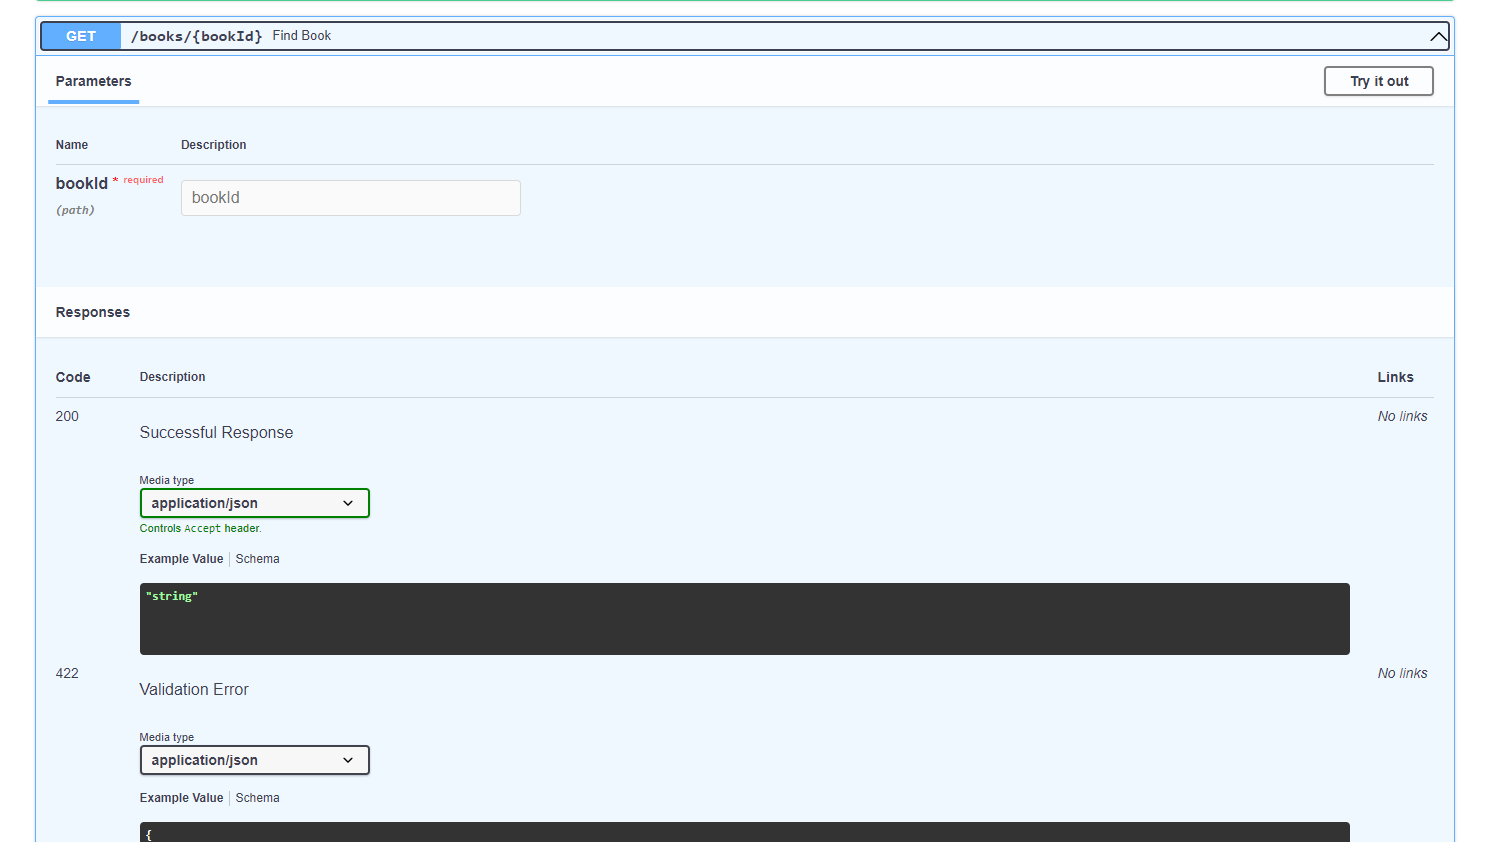 GET /books/{bookId} Find Book
Parameters
Try it out
Name Description
bookId * required
(path)
bookId
Responses
Code Description Links
200
Successful Response
No links
Media type
application/json
Controls Accept header.
Example Value Schema
"string"
422
Validation Error
No links
Media type
application/json
Example Value Schema
{